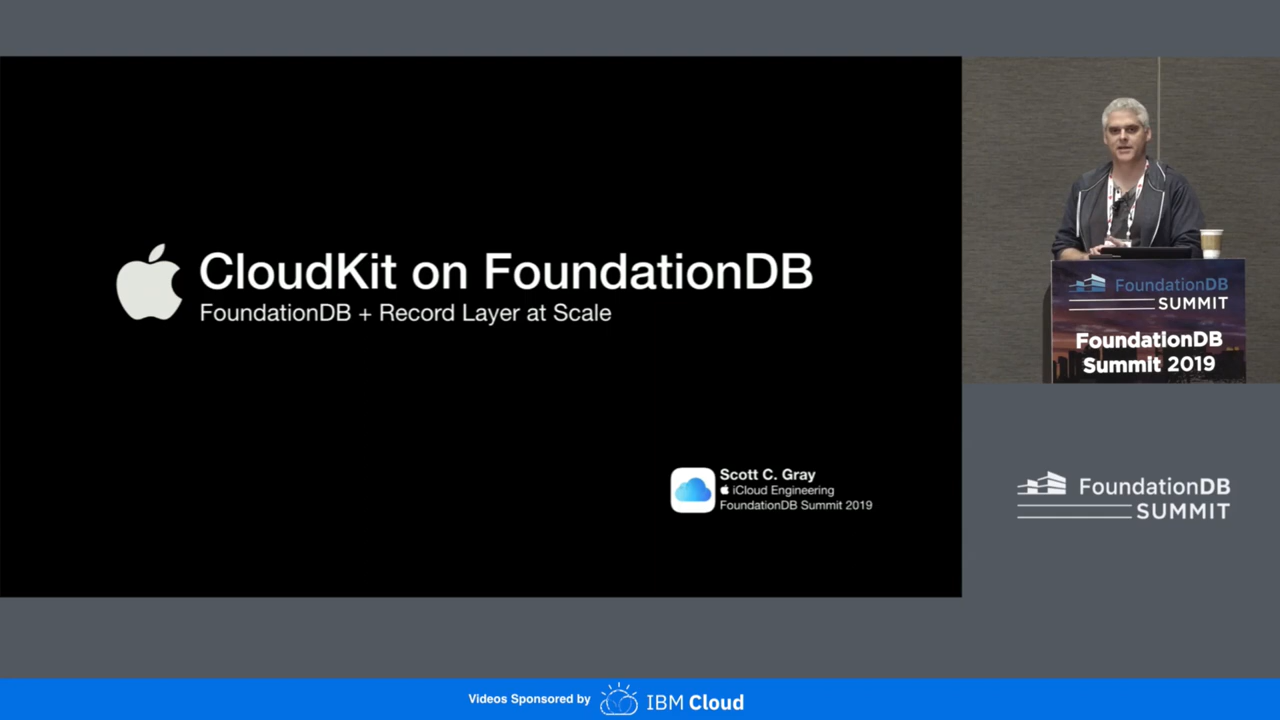 CloudKit on FoundationDB
FoundationDB + Record Layer at Scale
Scott C. Gray
iCloud Engineering
FoundationDB Summit 2019
FoundationDB
SUMMIT
FoundationDB
Summit 2019
FoundationDB
SUMMIT
Videos Sponsored by IBM Cloud